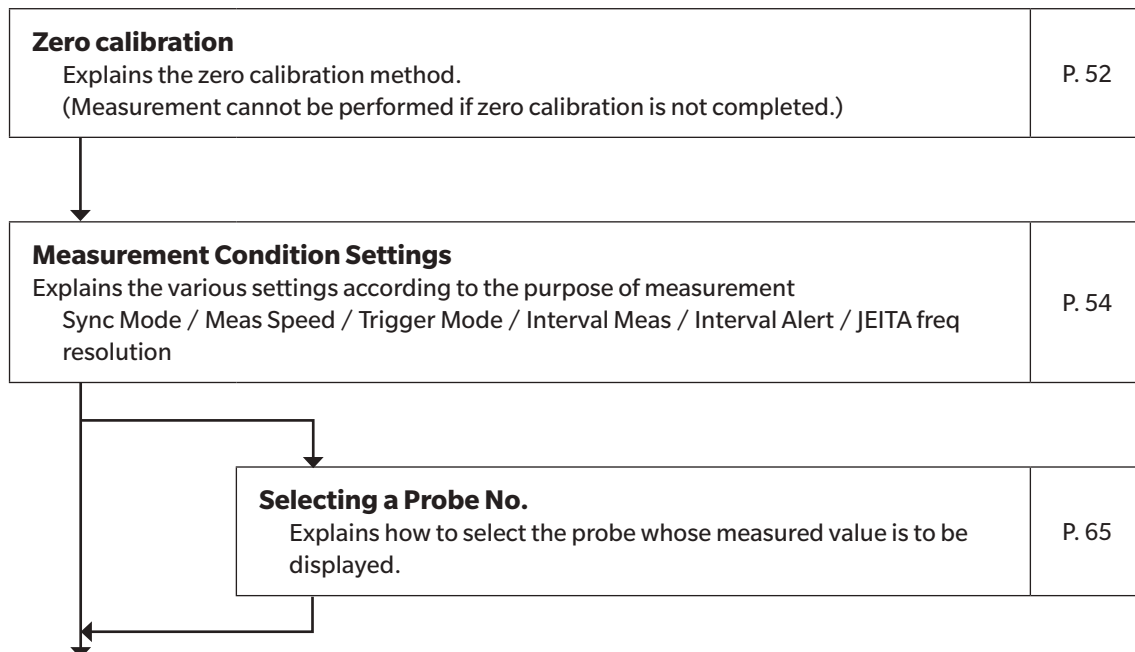 Zero calibration
Explains the zero calibration method.
(Measurement cannot be performed if zero calibration is not completed.)
P. 52
Measurement Condition Settings
Explains the various settings according to the purpose of measurement
Sync Mode / Meas Speed / Trigger Mode / Interval Meas / Interval Alert / JEITA freq
resolution
P. 54
Selecting a Probe No.
Explains how to select the probe whose measured value is to be
displayed.
P. 65